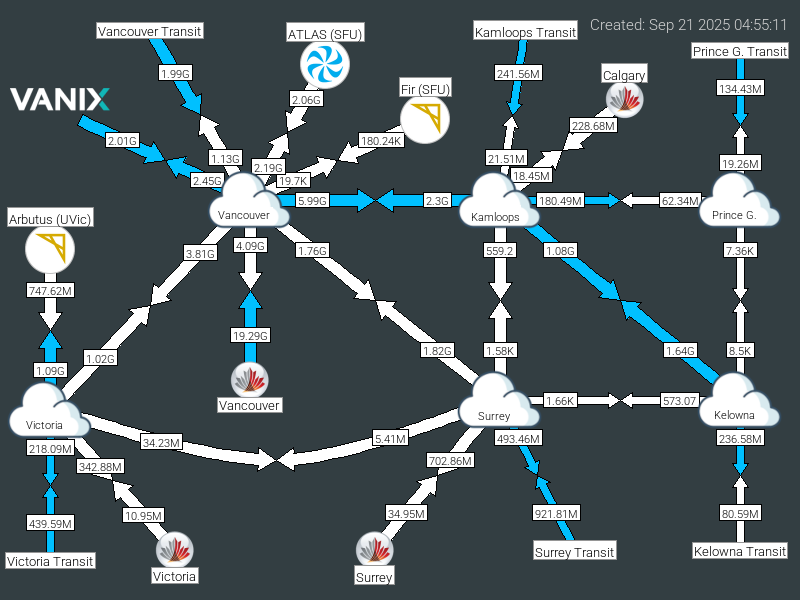 Created: Sep 21 2025 04:55:11
Vancouver Transit
ATLAS (SFU)
Kamloops Transit
Prince G. Transit
1.99G
241.56M
Calgary
2.06G
Fir (SFU)
134.43M
VANIX
228.68M
2.01G
180.24K
1.13G
21.51M
19.26M
2.19G
18.45M
2.45G
19.7K
5.99G
2.3G
180.49M
62.34M
Arbutus (UVic)
Vancouver
Kamloops
Prince G.
3.81G
4.09G
1.76G
559.2
1.08G
7.36K
747.62M
19.29G
1.02G
1.82G
1.58K
1.64G
8.5K
1.09G
Vancouver
1.66K
573.07
Victoria
Surrey
Kelowna
34.23M
5.41M
493.46M
236.58M
218.09M
342.88M
702.86M
439.59M
10.95M
34.95M
921.81M
80.59M
Victoria Transit
Surrey Transit
Kelowna Transit
Victoria
Surrey